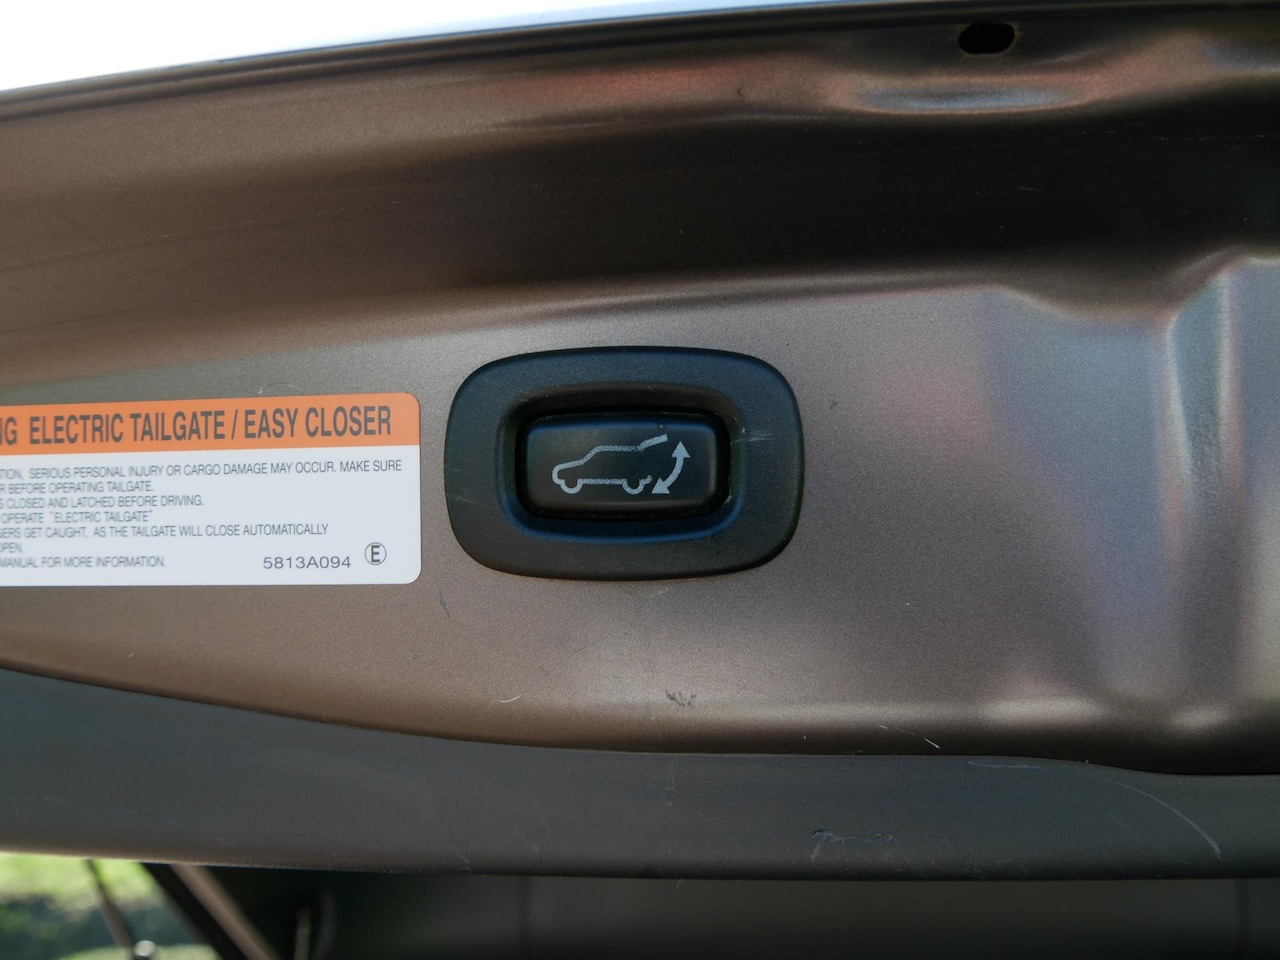 ELECTRIC TAILGATE / EASY CLOSER
SERIOUS PERSONAL INJURY OR CARGO DAMAGE MAY OCCUR. MAKE SURE
BEFORE OPERATING TAILGATE.
CLOSED AND LATCHED BEFORE DRIVING.
OPERATE "ELECTRIC TAILGATE"
GET CAUGHT, AS THE TAILGATE WILL CLOSE AUTOMATICALLY
OPEN.
MANUAL FOR MORE INFORMATION.
5813A094 E